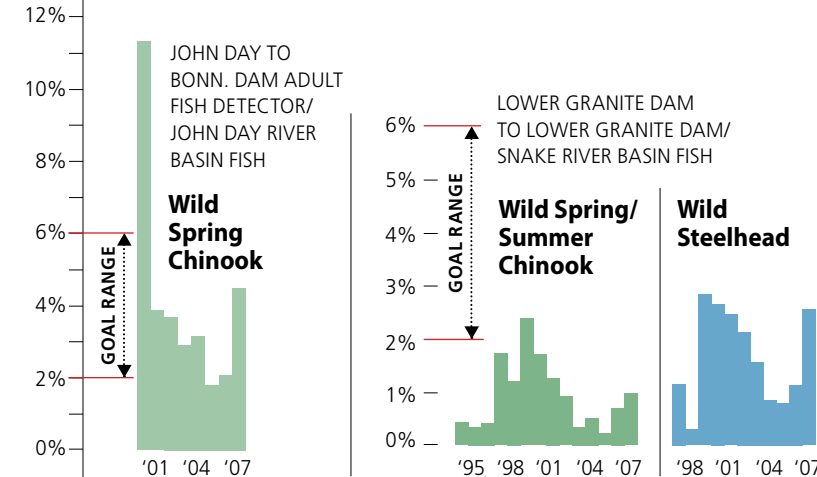 12%
10%
8%
6%
4%
2%
0%
JOHN DAY TO
BONN. DAM ADULT
FISH DETECTOR/
JOHN DAY RIVER
BASIN FISH
Wild
Spring
Chinook
GOAL RANGE
‘01 ‘04 ‘07
6%
5%
4%
3%
2%
1%
0%
GOAL RANGE
LOWER GRANITE DAM
TO LOWER GRANITE DAM/
SNAKE RIVER BASIN FISH
Wild Spring/
Summer
Chinook
‘95 ‘98 ‘01 ‘04 ‘07
Wild
Steelhead
‘98 ‘01 ‘04 ‘07